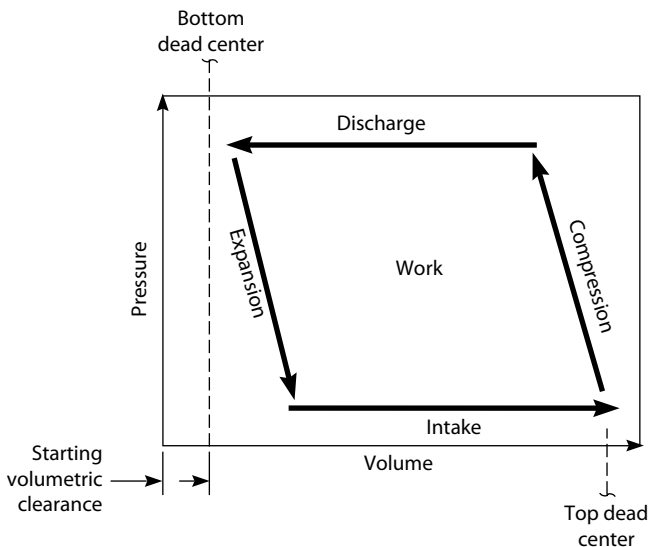 Bottom
dead center
Discharge
Expansion
Work
Compression
Pressure
Intake
Volume
Starting
volumetric
clearance
Top dead
center